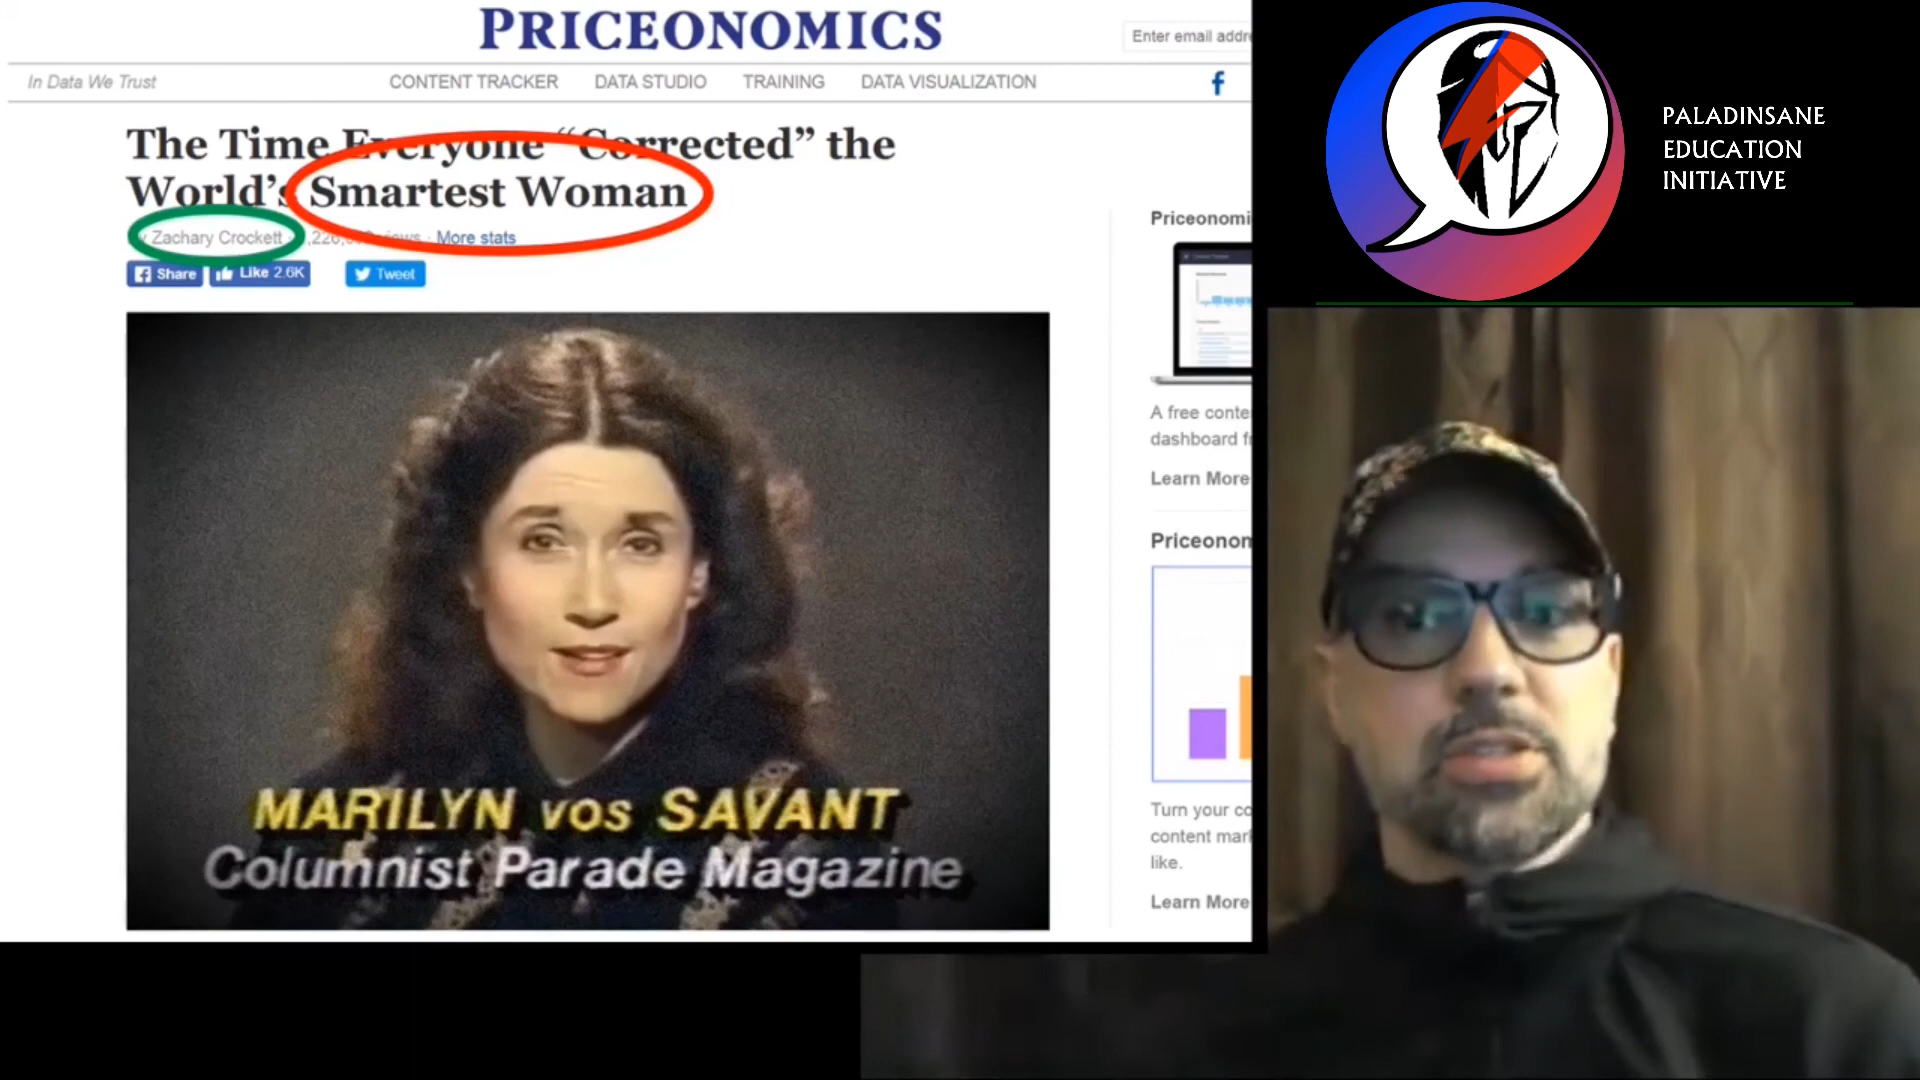 PRICEONOMICS
Enter email addre
In Data We Trust
CONTENT TRACKER DATA STUDIO TRAINING DATA VISUALIZATION
f
The Time Everyone “Corrected” the
World's Smartest Woman
Zachary Crockett · More stats
Share Like 2.6K Tweet
MARILYN vos SAVANT
Columnist Parade Magazine
Priceonomi
A free conte
dashboard f
Learn More
Priceonon
Turn your co
content mark
like.
Learn More
PALADINSANE
EDUCATION
INITIATIVE